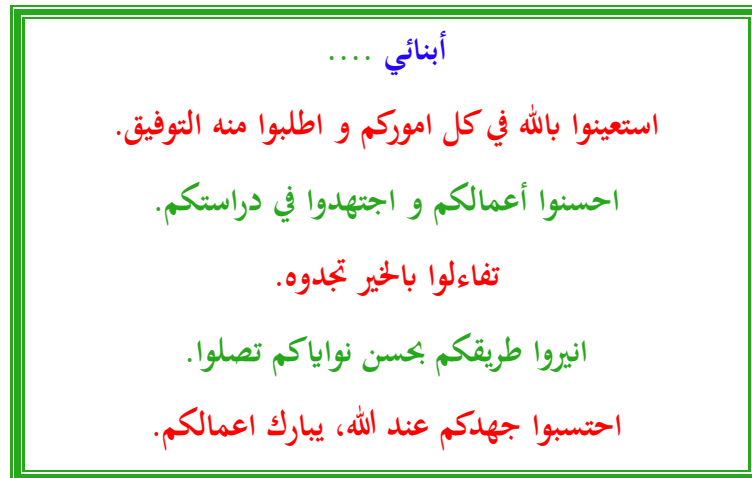 أبنائي ....
استعينوا بالله في كل اموركم و اطلبوا منه التوفيق.
احسنوا أعمالكم و اجتهدوا في دراستكم.
تفاءلوا بالخير تجدوه.
انيروا طريقكم بحسن نواياكم تصلوا.
احتسبوا جهدكم عند الله، يبارك اعمالكم.